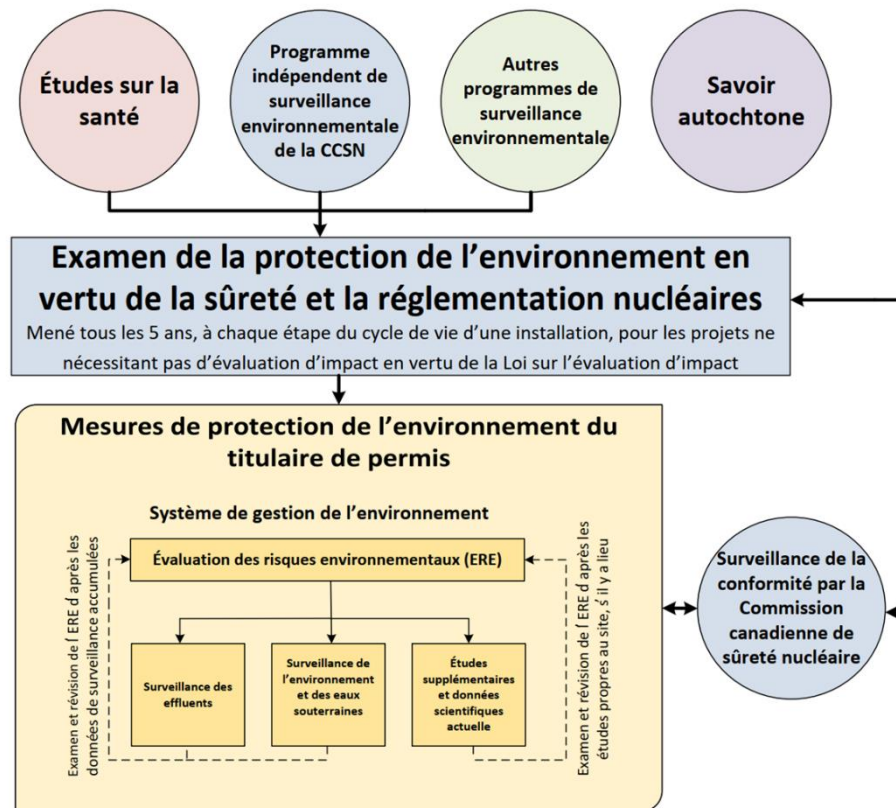 Études sur la
santé
Programme
indépendant de
surveillance
environnementale
de la CCSN
Autres
programmes de
surveillance
environnementale
Savoir
autochtone
Examen de la protection de l’environnement en
vertu de la sûreté et la réglementation nucléaires
Mené tous les 5 ans, à chaque étape du cycle de vie d’une installation, pour les projets ne
nécessitant pas d’évaluation d’impact en vertu de la Loi sur l’évaluation d’impact
Mesures de protection de l’environnement du
titulaire de permis
Système de gestion de l’environnement
Évaluation des risques environnementaux (ERE)
Examen et révision de l´ ERE d´après les
données de surveillance accumulées
Surveillance des
effluents
Surveillance de
l’environnement
et des eaux
souterraines
Études
supplémentaires
et données
scientifiques
actuelle
Examen et révision de l´ ERE d´après les
études propres au site, s´il y a lieu
Surveillance de la
conformité par la
Commission
canadienne de
sûreté nucléaire